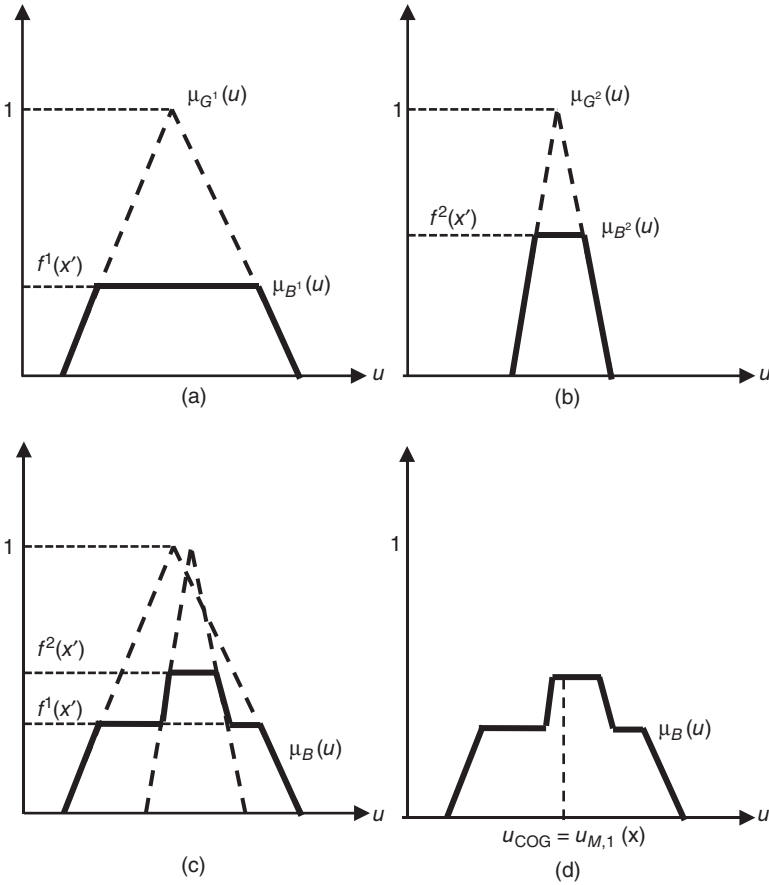 μG¹(u)
1
f¹(x′)
μB¹(u)
u
(a)
μG²(u)
1
f²(x′)
μB²(u)
u
(b)
1
f²(x′)
f¹(x′)
μB(u)
u
(c)
1
μB(u)
u
uCOG = uM,1 (x)
(d)